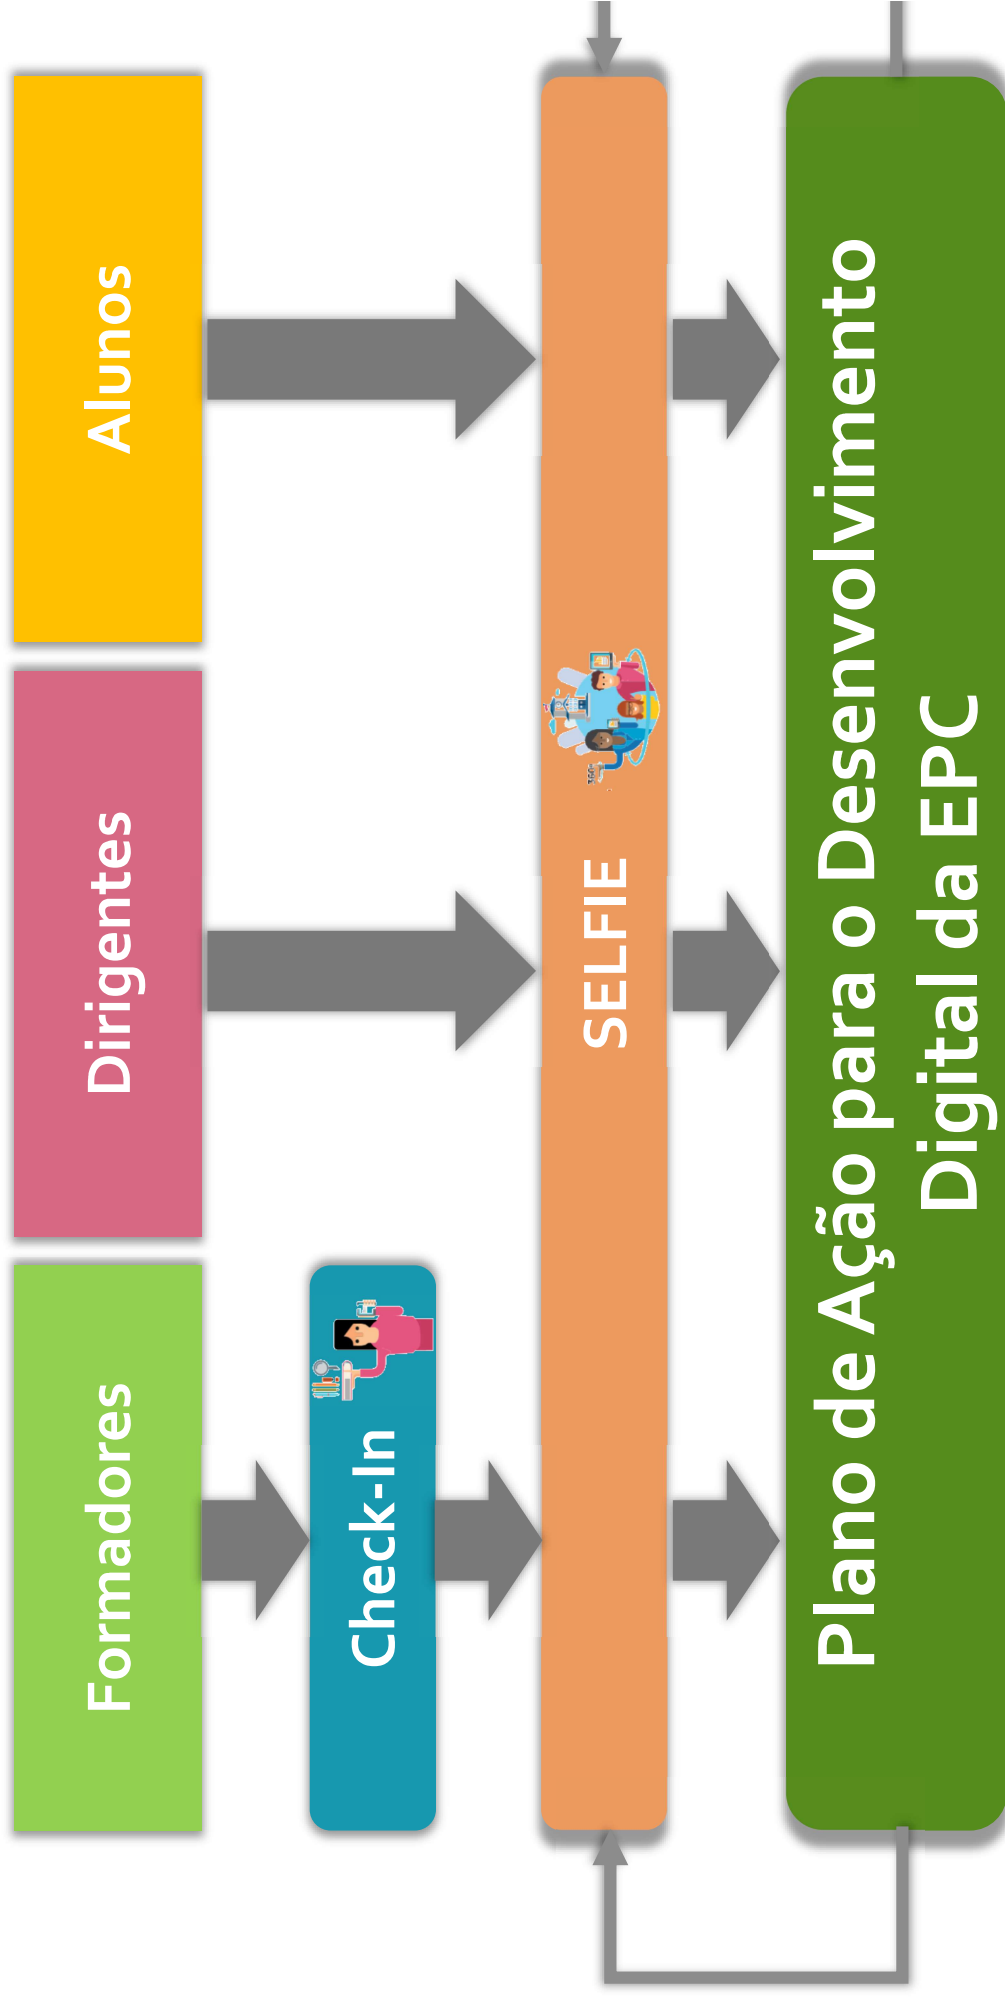 Formadores
Dirigentes
Alunos
Check-In
SELFIE
Plano de Ação para o Desenvolvimento
Digital da EPC